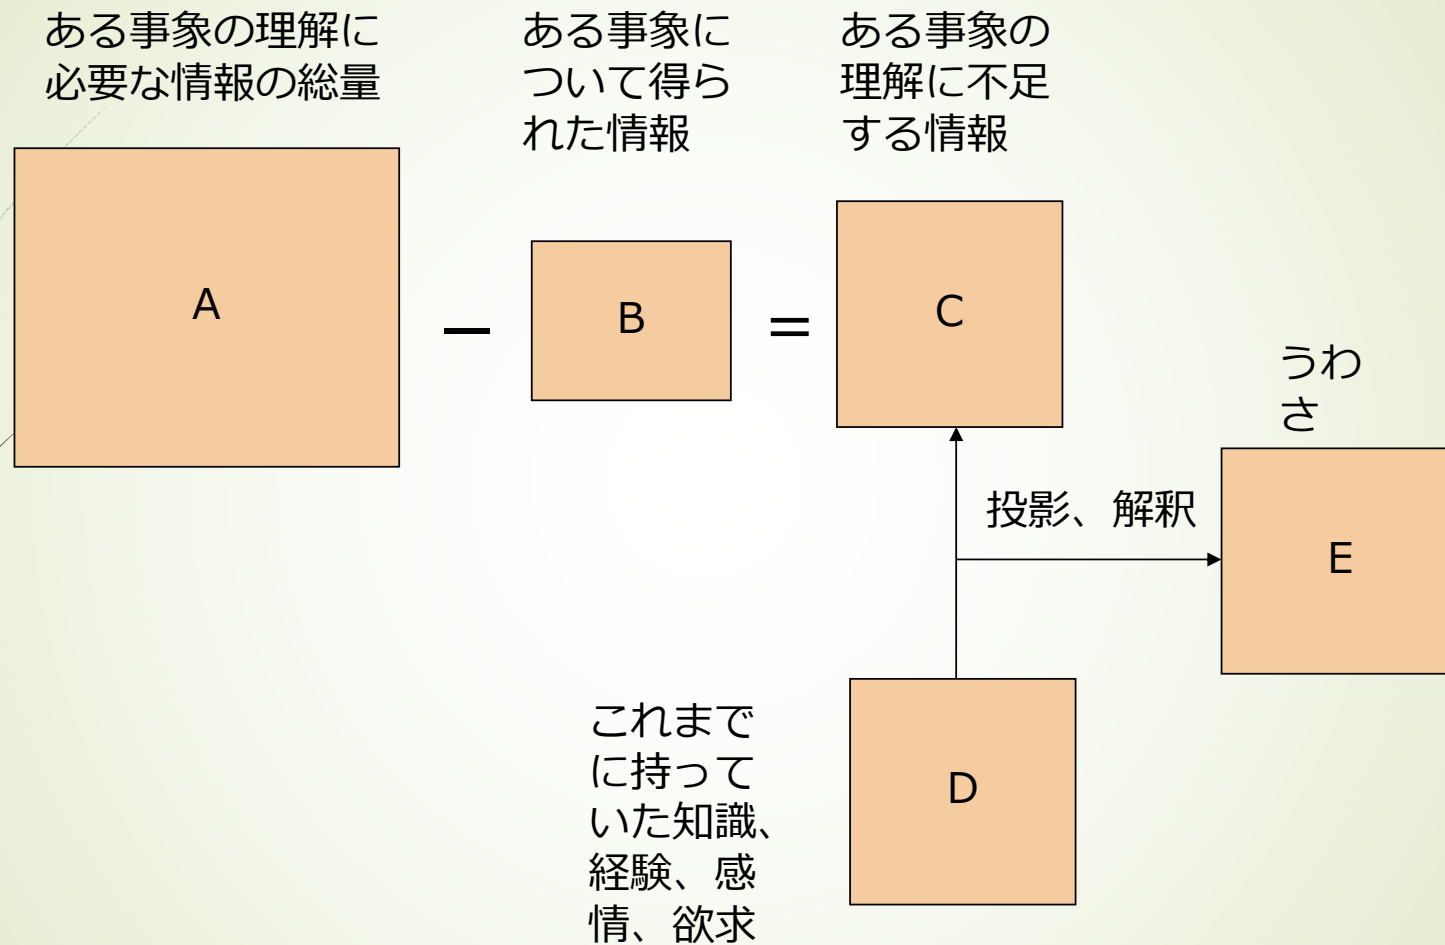 ある事象の理解に
必要な情報の総量
ある事象に
ついて得ら
れた情報
ある事象の
理解に不足
する情報
A
－
B
＝
C
うわ
さ
投影、解釈
E
これまで
に持って
いた知識、
経験、感
情、欲求
D